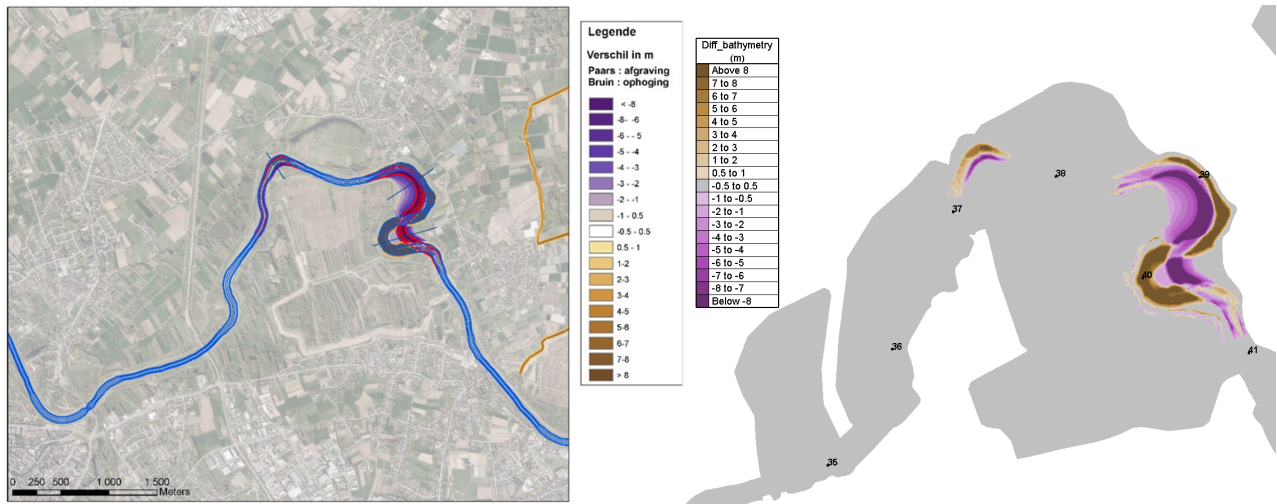 Legende
Verschil in m
Paars : afgraving
Bruin : ophoging
< -8
-8- -6
-6 - - 5
-5 - -4
-4 - -3
-3 - -2
-2 - -1
-1 - 0.5
-0.5 - 0.5
0.5 - 1
1-2
2-3
3-4
4-5
5-6
6-7
7-8
> 8
0 250 500 1 000 1 500
Meters
Diff_bathymetry
(m)
Above 8
7 to 8
6 to 7
5 to 6
4 to 5
3 to 4
2 to 3
1 to 2
0.5 to 1
-0.5 to 0.5
-1 to -0.5
-2 to -1
-3 to -2
-4 to -3
-5 to -4
-6 to -5
-7 to -6
-8 to -7
Below -8
38
39
37
40
36
41
35